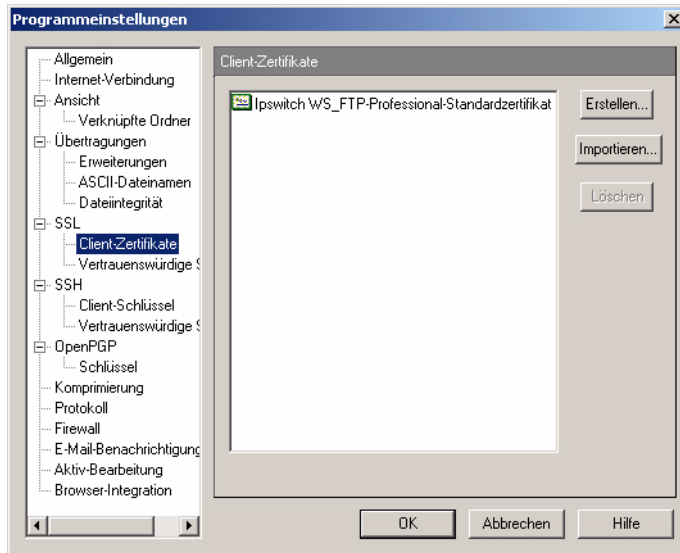 Programmeinstellungen
Allgemein
Internet-Verbindung
Ansicht
Verknüpfte Ordner
Übertragungen
Erweiterungen
ASCII-Dateinamen
Dateiintegrität
SSL
Client-Zertifikate
Vertrauenswürdige S
SSH
Client-Schlüssel
Vertrauenswürdige S
OpenPGP
Schlüssel
Komprimierung
Protokoll
Firewall
E-Mail-Benachrichtigung
Aktiv-Bearbeitung
Browser-Integration
Client-Zertifikate
Ipswitch WS_FTP-Professional-Standardzertifikat
Erstellen...
Importieren...
Löschen
OK
Abbrechen
Hilfe